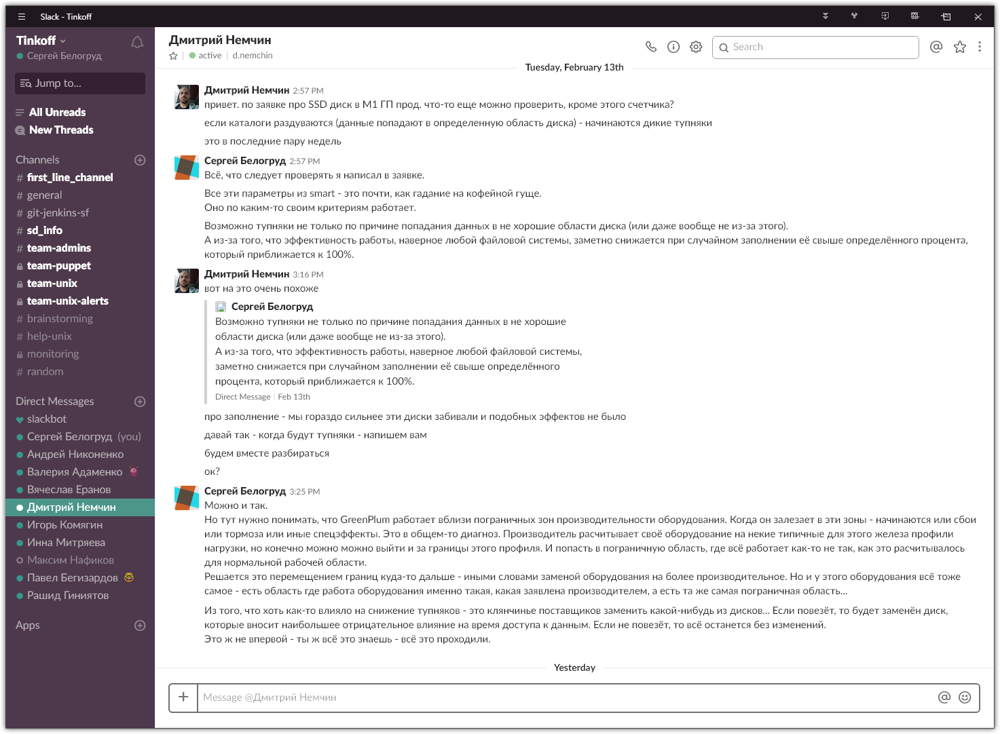 Slack - Tinkoff
Tinkoff
Сергей Белогруд
Jump to...
All Unreads
New Threads
Channels
# first_line_channel
# general
# git-jenkins-sf
# sd_info
# team-admins
team-puppet
team-unix
team-unix-alerts
# brainstorming
# help-unix
monitoring
# random
Direct Messages
slackbot
Сергей Белогруд (you)
Андрей Никоненко
Валерия Адаменко
Вячеслав Еранов
Дмитрий Немчин
Игорь Комягин
Инна Митряева
Максим Нафиков
Павел Бегизардов
Рашид Гиниятов
Apps
Дмитрий Немчин
active | d.nemchin
Search
Tuesday, February 13th
Дмитрий Немчин 2:57 PM
привет. по заявке про SSD диск в М1 ГП прод. что-то еще можно проверить, кроме этого счетчика?
если каталоги раздуваются (данные попадают в определенную область диска) - начинаются дикие тупняки
это в последние пару недель
Сергей Белогруд 2:57 PM
Всё, что следует проверять я написал в заявке.
Все эти параметры из smart - это почти, как гадание на кофейной гуще.
Оно по каким-то своим критериям работает.
Возможно тупняки не только по причине попадания данных в не хорошие области диска (или даже вообще не из-за этого).
А из-за того, что эффективность работы, наверное любой файловой системы, заметно снижается при случайном заполнении её свыше определённого процента,
который приближается к 100%.
Дмитрий Немчин 3:16 PM
вот на это очень похоже
Сергей Белогруд
Возможно тупняки не только по причине попадания данных в не хорошие
области диска (или даже вообще не из-за этого).
А из-за того, что эффективность работы, наверное любой файловой системы,
заметно снижается при случайном заполнении её свыше определённого
процента, который приближается к 100%.
Direct Message | Feb 13th
про заполнение - мы гораздо сильнее эти диски забивали и подобных эффектов не было
давай так - когда будут тупняки - напишем вам
будем вместе разбираться
ок?
Сергей Белогруд 3:25 PM
Можно и так.
Но тут нужно понимать, что GreenPlum работает вблизи пограничных зон производительности оборудования. Когда он залезает в эти зоны - начинаются или сбои
или тормоза или иные спецэффекты. Это в общем-то диагноз. Производитель расчитывает своё оборудование на некие типичные для этого железа профили
нагрузки, но конечно можно можно выйти и за границы этого профиля. И попасть в пограничную область, где всё работает как-то не так, как это расчитывалось
для нормальной рабочей области.
Решается это перемещением границ куда-то дальше - иными словами заменой оборудования на более производительное. Но и у этого оборудования всё тоже
самое - есть область где работа оборудования именно такая, какая заявлена производителем, а есть та же самая пограничная область...
Из того, что хоть как-то влияло на снижение тупняков - это клянчинье поставщиков заменить какой-нибудь из дисков... Если повезёт, то будет заменён диск,
которые вносит наибольшее отрицательное влияние на время доступа к данным. Если не повезёт, то всё останется без изменений.
Это ж не впервой - ты ж всё это знаешь - всё это проходили.
Yesterday
Message @Дмитрий Немчин